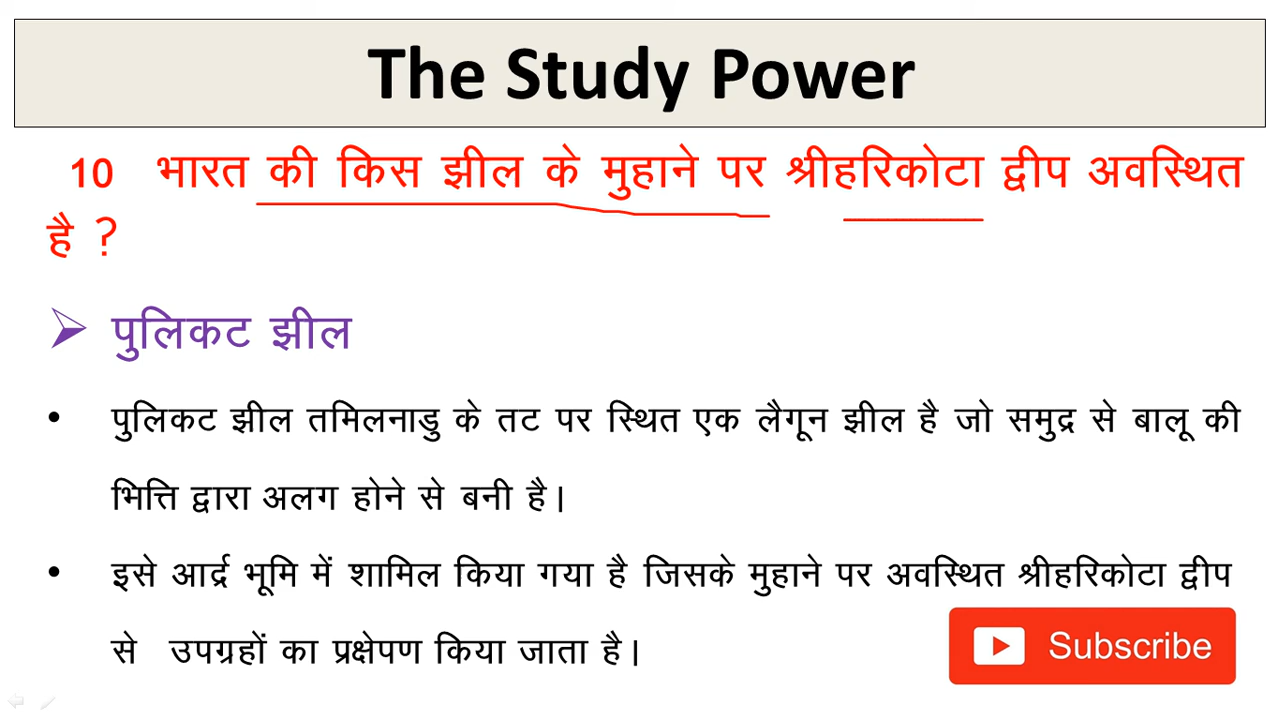 The Study Power
10 भारत की किस झील के मुहाने पर श्रीहरिकोटा द्वीप अवस्थित
है ?
पुलिकट झील
• पुलिकट झील तमिलनाडु के तट पर स्थित एक लैगून झील है जो समुद्र से बालू की
भित्ति द्वारा अलग होने से बनी है।
• इसे आर्द्र भूमि में शामिल किया गया है जिसके मुहाने पर अवस्थित श्रीहरिकोटा द्वीप
से उपग्रहों का प्रक्षेपण किया जाता है।
Subscribe